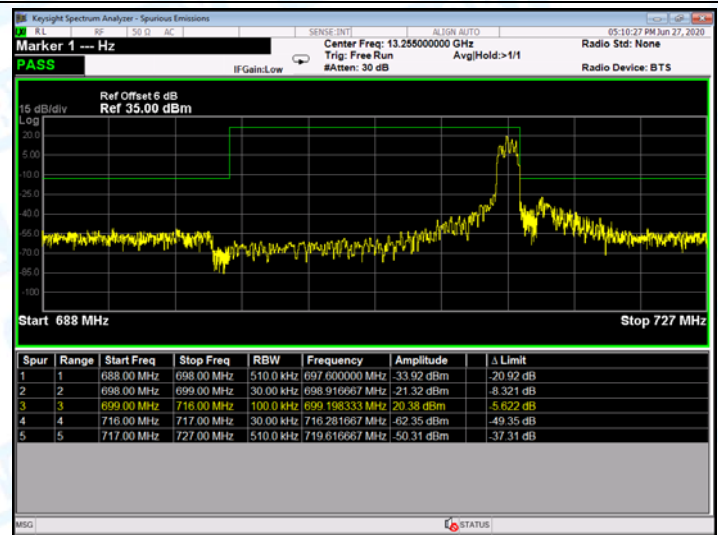 Keysight Spectrum Analyzer - Spurious Emissions
RL RF 50 Ω AC SENSE:INT ALIGN AUTO 05:10:27 PM Jun 27, 2020
Marker 1 --- Hz Center Freq: 13.255000000 GHz Radio Std: None
Trig: Free Run Avg|Hold:>1/1
PASS IFGain:Low #Atten: 30 dB Radio Device: BTS
Ref Offset 6 dB
15 dB/div Ref 35.00 dBm
Log
20.0
5.00
-10.0
-25.0
-40.0
-55.0
-70.0
-85.0
-100
Start 688 MHz Stop 727 MHz
Spur Range Start Freq Stop Freq RBW Frequency Amplitude Δ Limit
1 1 688.00 MHz 698.00 MHz 510.0 kHz 697.600000 MHz -33.92 dBm -20.92 dB
2 2 698.00 MHz 699.00 MHz 30.00 kHz 698.916667 MHz -21.32 dBm -8.321 dB
3 3 699.00 MHz 716.00 MHz 100.0 kHz 699.198333 MHz 20.38 dBm -5.622 dB
4 4 716.00 MHz 717.00 MHz 30.00 kHz 716.281667 MHz -62.35 dBm -49.35 dB
5 5 717.00 MHz 727.00 MHz 510.0 kHz 719.616667 MHz -50.31 dBm -37.31 dB
MSG STATUS